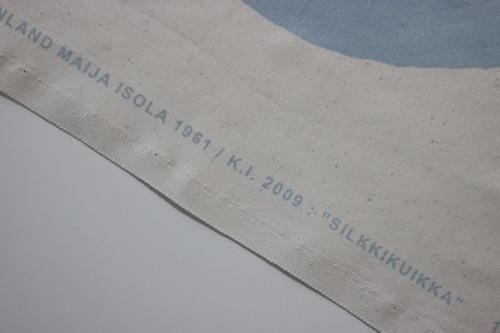 NLAND MAIJA ISOLA 1961 / K.I. 2009 : "SILKKIKUIKKA"